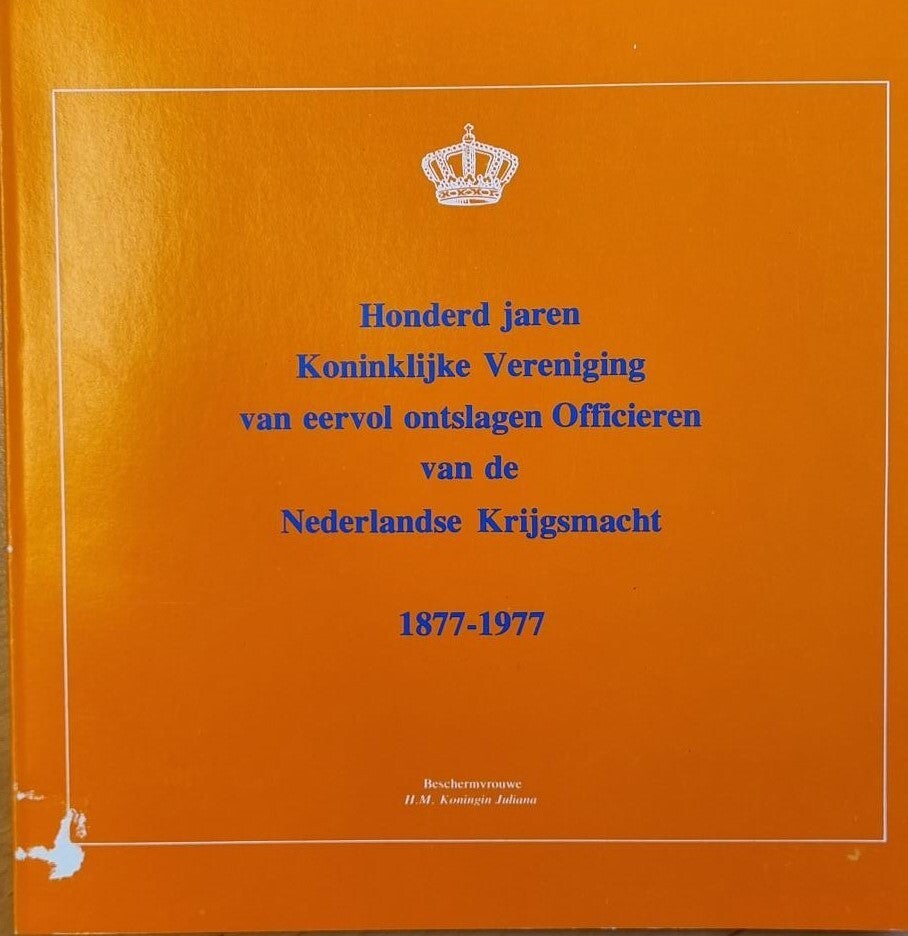 Honderd jaren
Koninklijke Vereniging
van eervol ontslagen Officieren
van de
Nederlandse Krijgsmacht
1877-1977
Beschermvrouwe
H.M. Koningin Juliana